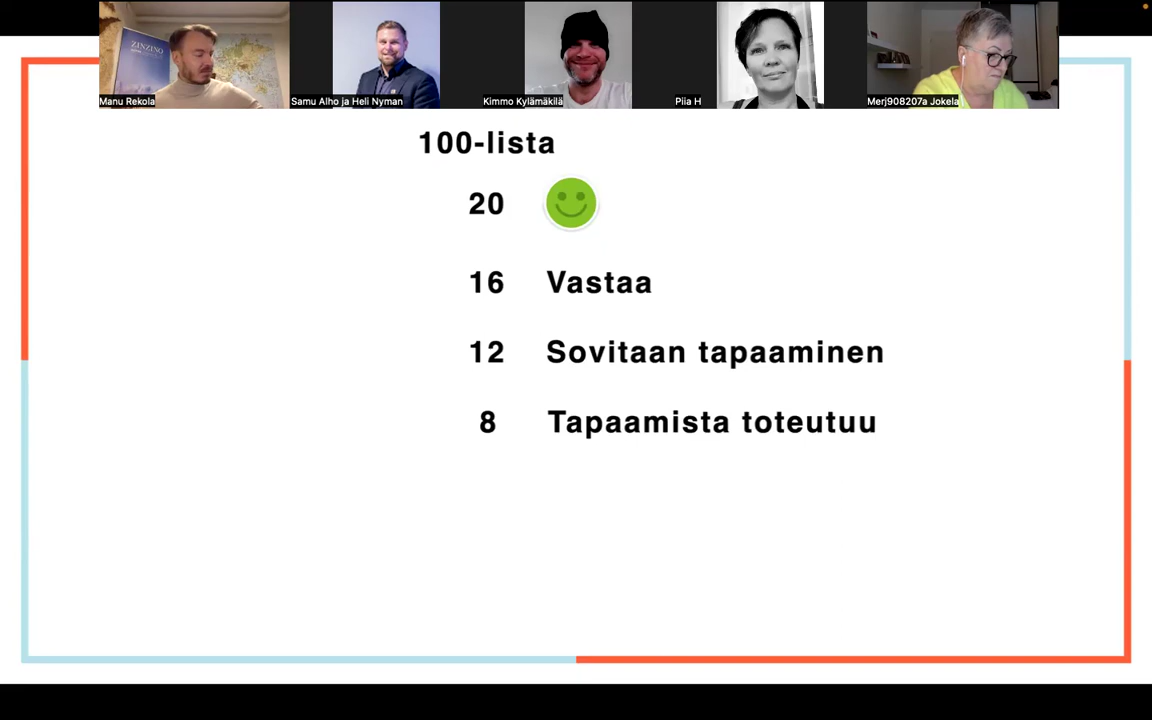 ZINZINO
Manu Rekola
Samu Alho ja Heli Nyman
Kimmo Kylämäkilä
Piia H
Merj908207a Jokela
100-lista
20
16 Vastaa
12 Sovitaan tapaaminen
8 Tapaamista toteutuu